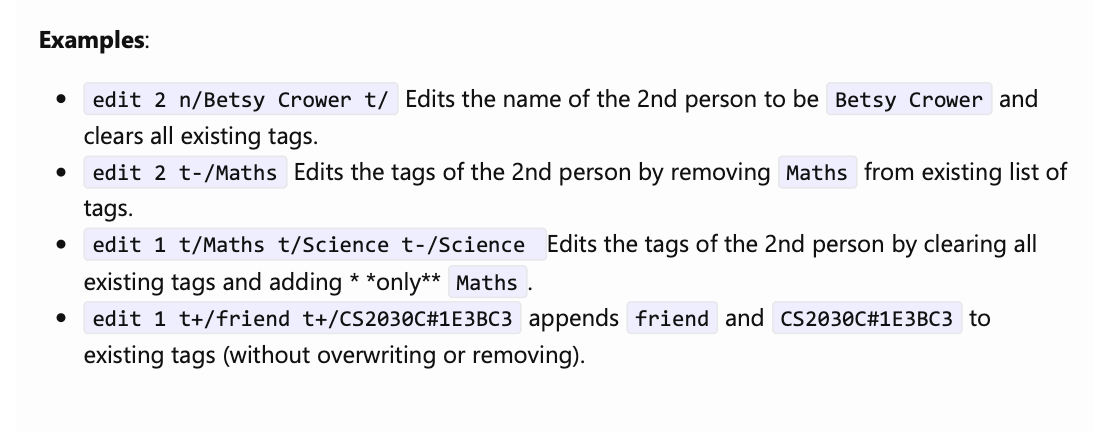 Examples:
edit 2 n/Betsy Crower t/ Edits the name of the 2nd person to be Betsy Crower and
clears all existing tags.
edit 2 t-/Maths Edits the tags of the 2nd person by removing Maths from existing list of
tags.
edit 1 t/Maths t/Science t-/Science Edits the tags of the 2nd person by clearing all
existing tags and adding * *only** Maths.
edit 1 t+/friend t+/CS2030C#1E3BC3 appends friend and CS2030C#1E3BC3 to
existing tags (without overwriting or removing).